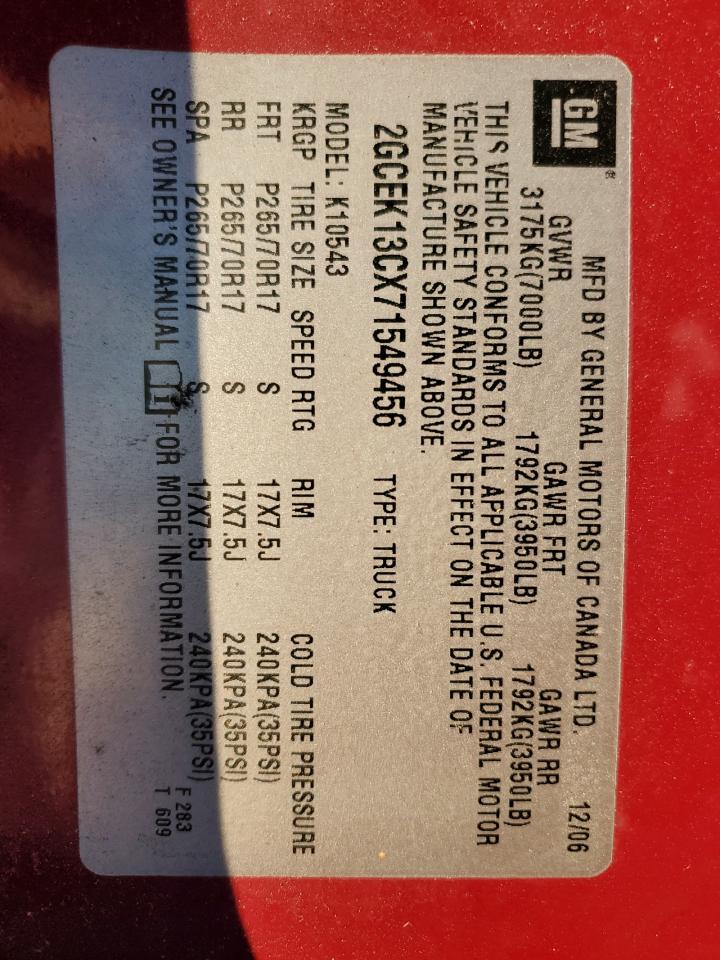 GM®
MFD BY GENERAL MOTORS OF CANADA LTD. 12/06
GVWR GAWR FRT GAWR RR
3175KG(7000LB) 1792KG(3950LB) 1792KG(3950LB)
THIS VEHICLE CONFORMS TO ALL APPLICABLE U.S. FEDERAL MOTOR
VEHICLE SAFETY STANDARDS IN EFFECT ON THE DATE OF
MANUFACTURE SHOWN ABOVE.
2GCEK13CX71549456 TYPE: TRUCK
MODEL: K10543
KRGP TIRE SIZE SPEED RTG RIM COLD TIRE PRESSURE
FRT P265/70R17 S 17X7.5J 240KPA(35PSI)
RR P265/70R17 S 17X7.5J 240KPA(35PSI)
SPA P265/70R17 S 17X7.5J 240KPA(35PSI)
SEE OWNER'S MANUAL i FOR MORE INFORMATION.
F 283
T 609